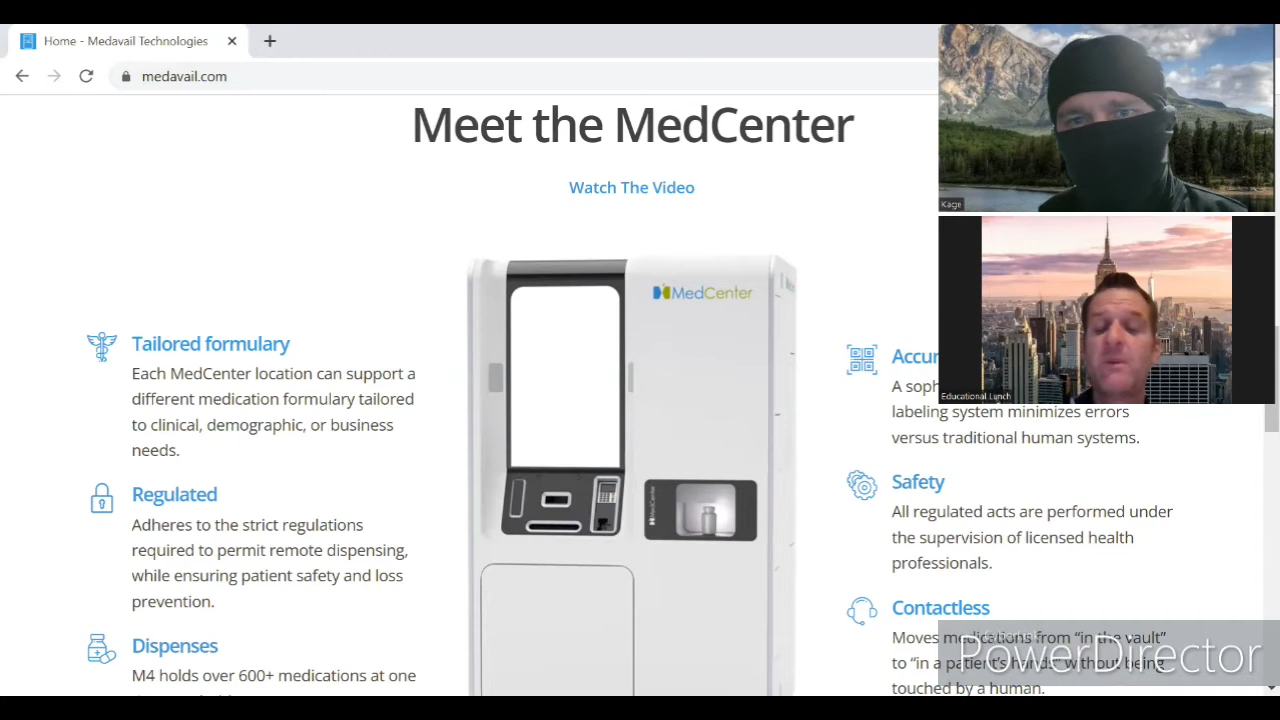 Home - Medavail Technologies
medavail.com
Meet the MedCenter
Watch The Video
MedCenter
Tailored formulary
Each MedCenter location can support a
different medication formulary tailored
to clinical, demographic, or business
needs.
Regulated
Adheres to the strict regulations
required to permit remote dispensing,
while ensuring patient safety and loss
prevention.
Dispenses
M4 holds over 600+ medications at one
MedCenter
Kage
Educational Lunch
labeling system minimizes errors
versus traditional human systems.
Safety
All regulated acts are performed under
the supervision of licensed health
professionals.
Contactless
Moves medications from “in the vault”
to “in a patient's hands” without being
touched by a human.
PowerDirector